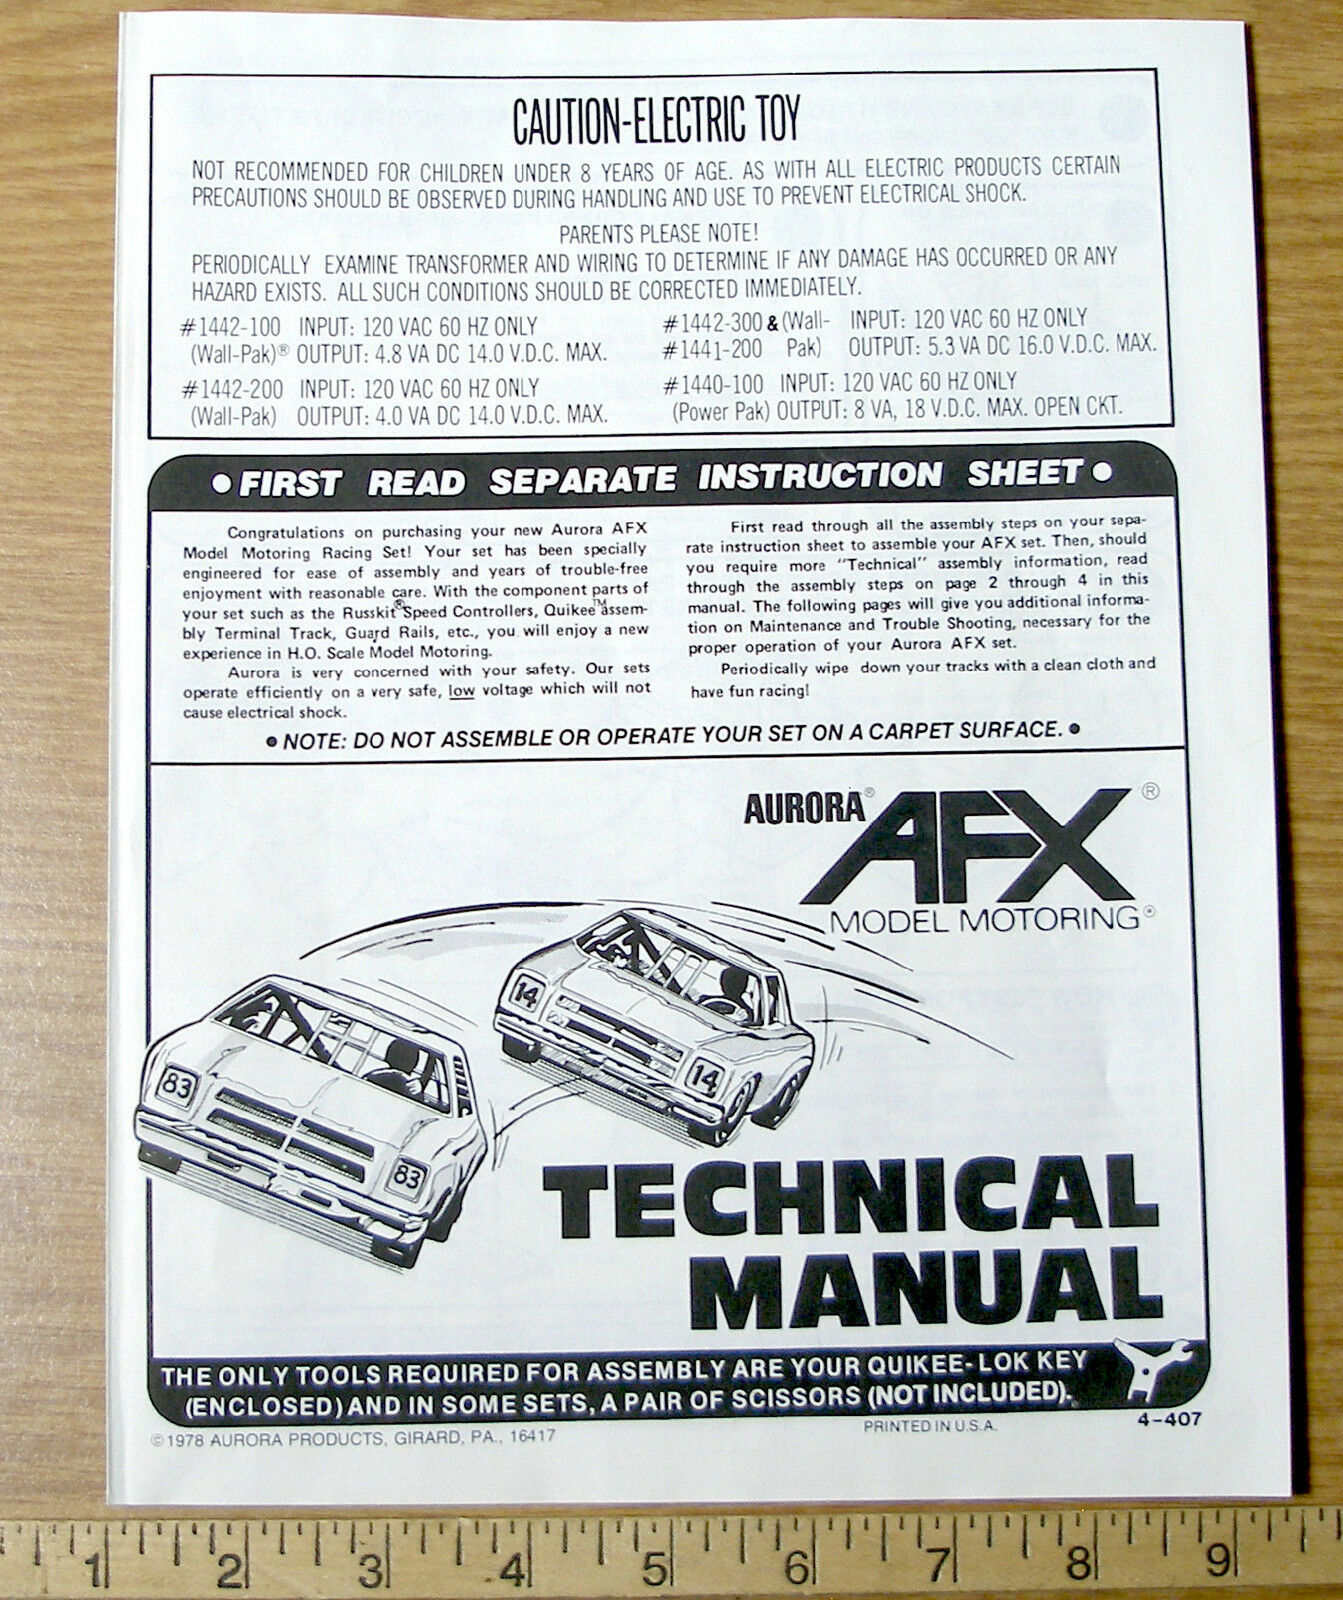 CAUTION-ELECTRIC TOY
NOT RECOMMENDED FOR CHILDREN UNDER 8 YEARS OF AGE. AS WITH ALL ELECTRIC PRODUCTS CERTAIN
PRECAUTIONS SHOULD BE OBSERVED DURING HANDLING AND USE TO PREVENT ELECTRICAL SHOCK.
PARENTS PLEASE NOTE!
PERIODICALLY EXAMINE TRANSFORMER AND WIRING TO DETERMINE IF ANY DAMAGE HAS OCCURRED OR ANY
HAZARD EXISTS. ALL SUCH CONDITIONS SHOULD BE CORRECTED IMMEDIATELY.
#1442-100 INPUT: 120 VAC 60 HZ ONLY
(Wall-Pak)® OUTPUT: 4.8 VA DC 14.0 V.D.C. MAX.
#1442-200 INPUT: 120 VAC 60 HZ ONLY
(Wall-Pak) OUTPUT: 4.0 VA DC 14.0 V.D.C. MAX.
#1442-300 & (Wall- INPUT: 120 VAC 60 HZ ONLY
#1441-200 Pak) OUTPUT: 5.3 VA DC 16.0 V.D.C. MAX.
#1440-100 INPUT: 120 VAC 60 HZ ONLY
(Power Pak) OUTPUT: 8 VA, 18 V.D.C. MAX. OPEN CKT.
• FIRST READ SEPARATE INSTRUCTION SHEET •
Congratulations on purchasing your new Aurora AFX
Model Motoring Racing Set! Your set has been specially
engineered for ease of assembly and years of trouble-free
enjoyment with reasonable care. With the component parts of
your set such as the Russkit® Speed Controllers, Quikee™ assem-
bly Terminal Track, Guard Rails, etc., you will enjoy a new
experience in H.O. Scale Model Motoring.
Aurora is very concerned with your safety. Our sets
operate efficiently on a very safe, low voltage which will not
cause electrical shock.
First read through all the assembly steps on your sepa-
rate instruction sheet to assemble your AFX set. Then, should
you require more "Technical" assembly information, read
through the assembly steps on page 2 through 4 in this
manual. The following pages will give you additional informa-
tion on Maintenance and Trouble Shooting, necessary for the
proper operation of your Aurora AFX set.
Periodically wipe down your tracks with a clean cloth and
have fun racing!
• NOTE: DO NOT ASSEMBLE OR OPERATE YOUR SET ON A CARPET SURFACE. •
AURORA® AFX®
MODEL MOTORING®
14
14
83
83
TECHNICAL
MANUAL
THE ONLY TOOLS REQUIRED FOR ASSEMBLY ARE YOUR QUIKEE-LOK KEY
(ENCLOSED) AND IN SOME SETS, A PAIR OF SCISSORS (NOT INCLUDED).
© 1978 AURORA PRODUCTS, GIRARD, PA., 16417
PRINTED IN U.S.A.
4-407
1 2 3 4 5 6 7 8 9